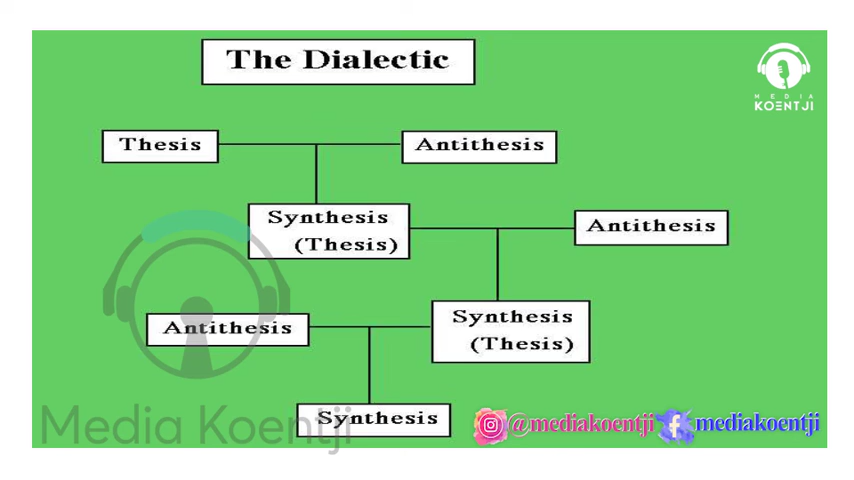 The Dialectic
MEDIA
KOENTJI
Thesis
Antithesis
Synthesis
(Thesis)
Antithesis
Synthesis
(Thesis)
Antithesis
Synthesis
Media Koentji
@mediakoentji
mediakoentji